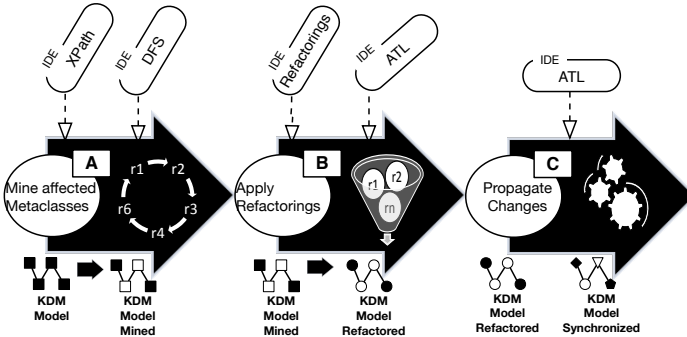 IDE
XPath
IDE
DFS
A
Mine affected
Metaclasses
r1
r2
r3
r4
r6
KDM
Model
KDM
Model
Mined
IDE
Refactorings
IDE
ATL
B
Apply
Refactorings
r1
r2
rn
KDM
Model
Mined
KDM
Model
Refactored
IDE
ATL
C
Propagate
Changes
KDM
Model
Refactored
KDM
Model
Synchronized